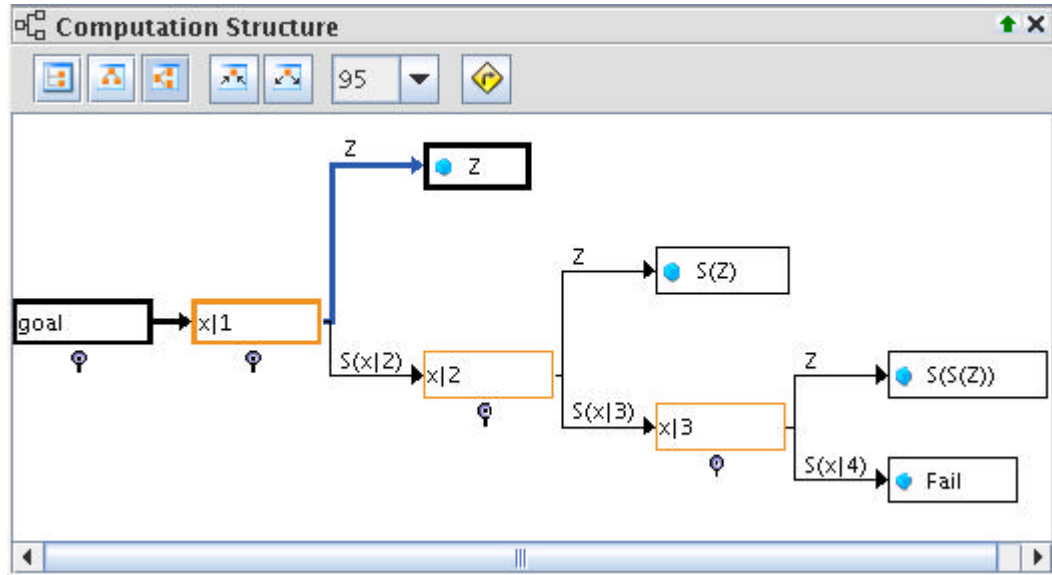 Computation Structure
95
Z
Z
Z
S(Z)
goal
x|1
S(x|2)
x|2
Z
S(S(Z))
S(x|3)
x|3
S(x|4)
Fail